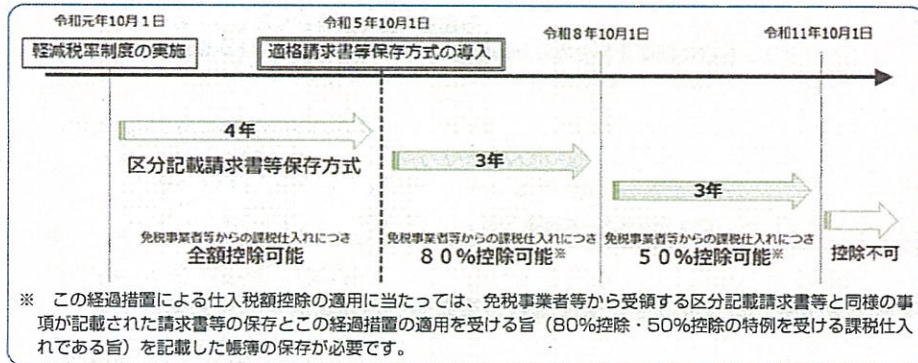 令和元年10月1日
軽減税率制度の実施
令和5年10月1日
適格請求書等保存方式の導入
令和8年10月1日
令和11年10月1日
4年
区分記載請求書等保存方式
3年
3年
免税事業者等からの課税仕入れにつき
全額控除可能
免税事業者等からの課税仕入れにつき
80%控除可能※
免税事業者等からの課税仕入れにつき
50%控除可能※
控除不可
※ この経過措置による仕入税額控除の適用に当たっては、免税事業者等から受領する区分記載請求書等と同様の事
項が記載された請求書等の保存とこの経過措置の適用を受ける旨（80%控除・50%控除の特例を受ける課税仕入
れである旨）を記載した帳簿の保存が必要です。